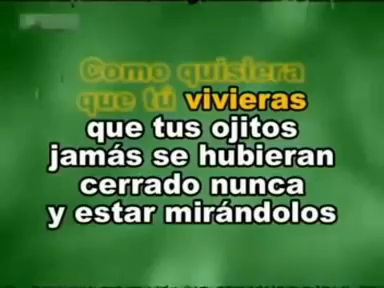 Como quisiera
que tú vivieras
que tus ojitos
jamás se hubieran
cerrado nunca
y estar mirándolos